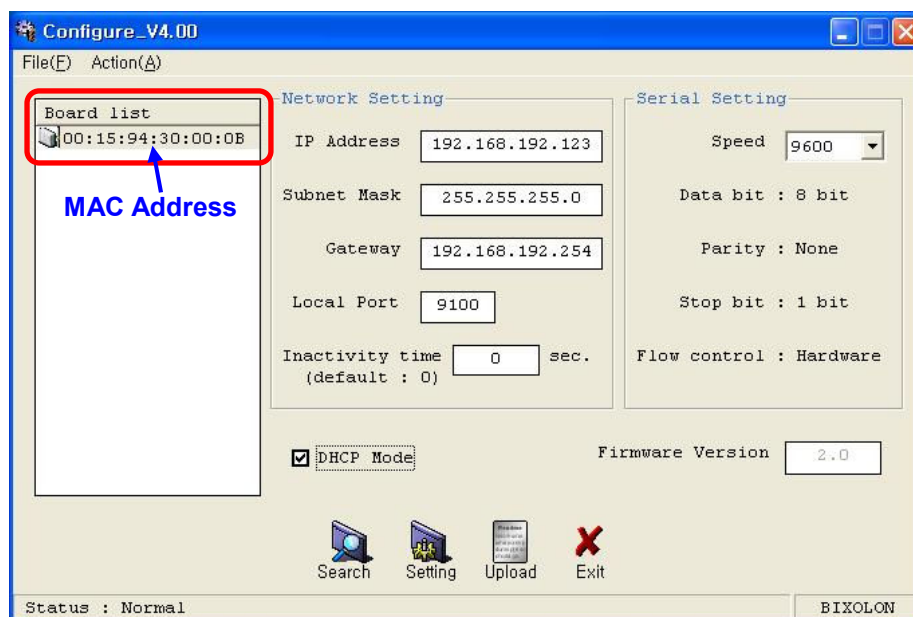 Configure_V4.00
File(F) Action(A)
Board list
00:15:94:30:00:0B
MAC Address
Network Setting
IP Address 192.168.192.123
Subnet Mask 255.255.255.0
Gateway 192.168.192.254
Local Port 9100
Inactivity time 0 sec.
(default : 0)
Serial Setting
Speed 9600
Data bit : 8 bit
Parity : None
Stop bit : 1 bit
Flow control : Hardware
DHCP Mode
Firmware Version 2.0
Search Setting Upload Exit
Status : Normal BIXOLON